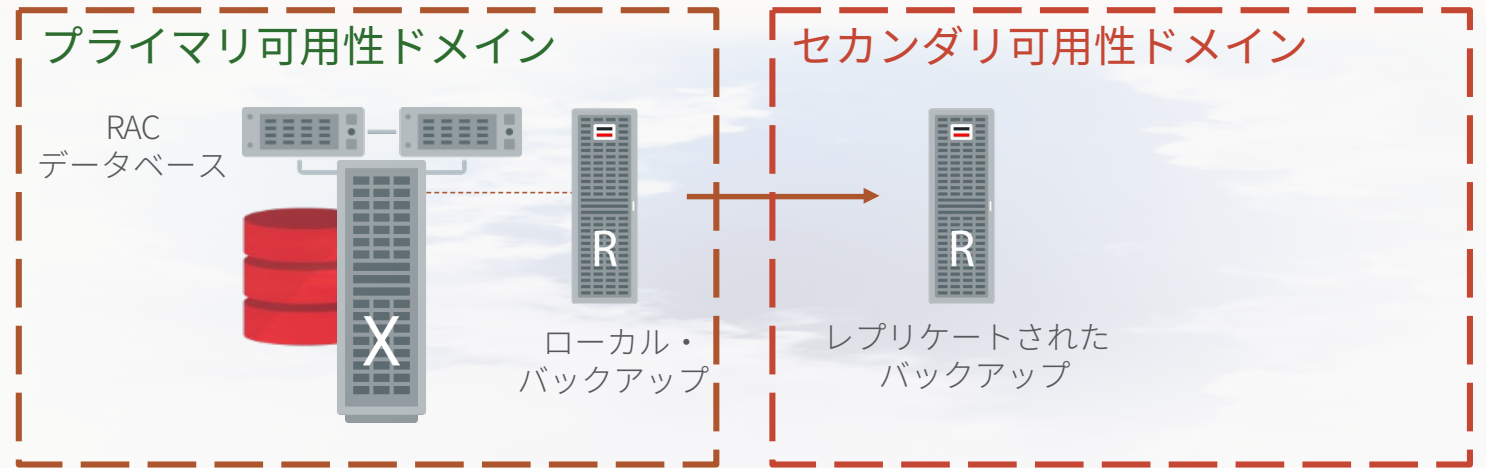 プライマリ可用性ドメイン
セカンダリ可用性ドメイン
RAC
データベース
X
R
R
ローカル・
バックアップ
レプリケートされた
バックアップ